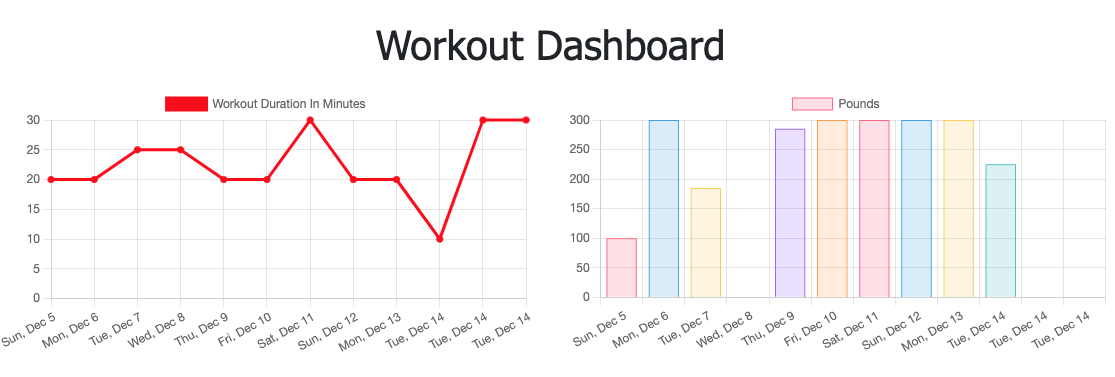 Workout Dashboard
Workout Duration In Minutes
30
25
20
15
10
5
0
Sun, Dec 5
Mon, Dec 6
Tue, Dec 7
Wed, Dec 8
Thu, Dec 9
Fri, Dec 10
Sat, Dec 11
Sun, Dec 12
Mon, Dec 13
Tue, Dec 14
Tue, Dec 14
Tue, Dec 14
Pounds
300
250
200
150
100
50
0
Sun, Dec 5
Mon, Dec 6
Tue, Dec 7
Wed, Dec 8
Thu, Dec 9
Fri, Dec 10
Sat, Dec 11
Sun, Dec 12
Mon, Dec 13
Tue, Dec 14
Tue, Dec 14
Tue, Dec 14